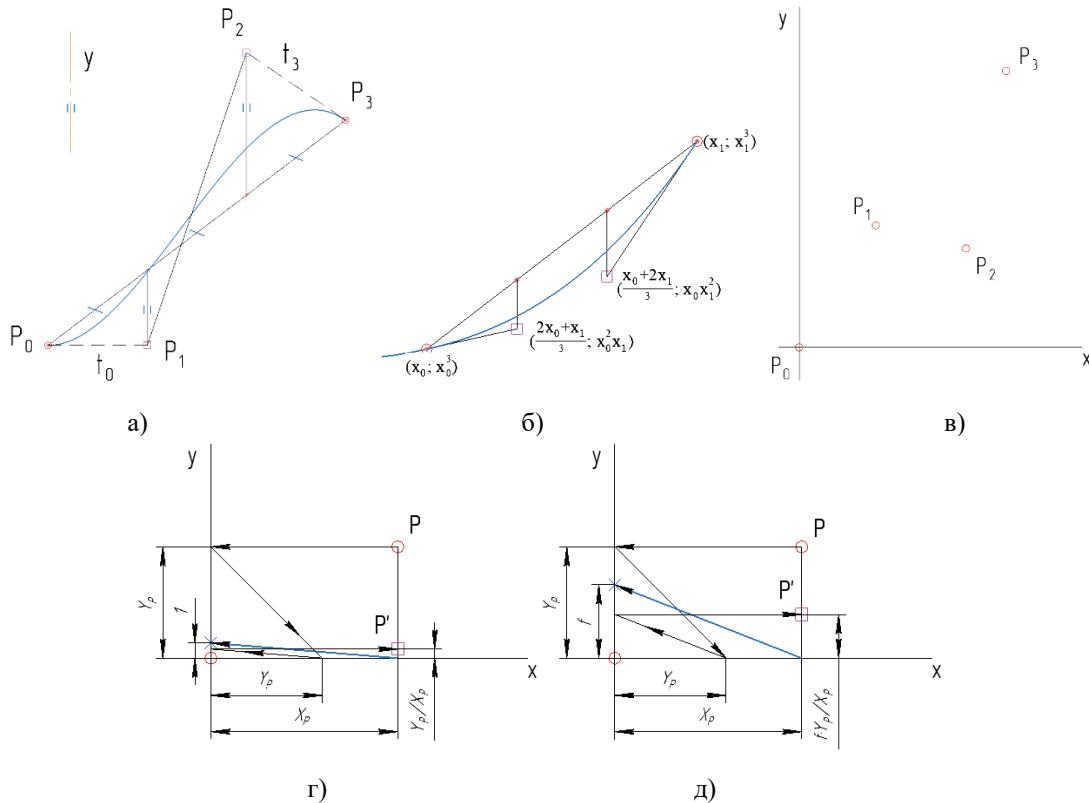 P₂
t₃
y
P₃
P₀
P₁
t₀
а)
(x₁; x₁³)
(x₀+2x₁/3; x₀x₁²)
(2x₀+x₁/3; x₀²x₁)
(x₀; x₀³)
б)
y
P₃
P₁
P₂
P₀
x
в)
y
P
Yₚ
1
P'
x
Yₚ
Xₚ
Yₚ/Xₚ
г)
y
P
Yₚ
f
P'
x
Yₚ
Xₚ
f·Yₚ/Xₚ
д)